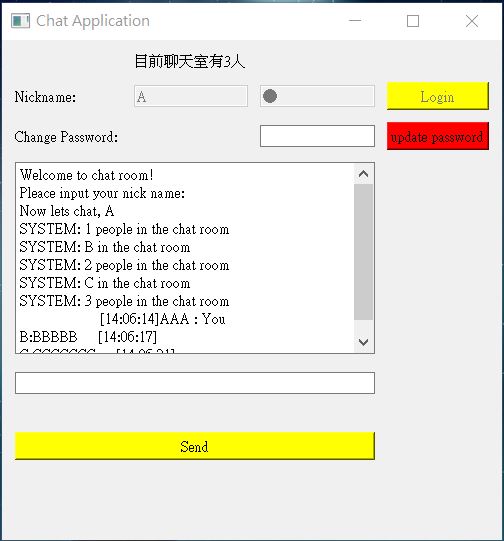 Chat Application
目前聊天室有3人
Nickname: A Login
Change Password: update password
Welcome to chat room!
Pleace input your nick name:
Now lets chat, A
SYSTEM: 1 people in the chat room
SYSTEM: B in the chat room
SYSTEM: 2 people in the chat room
SYSTEM: C in the chat room
SYSTEM: 3 people in the chat room
[14:06:14]AAA : You
B:BBBBB [14:06:17]
Send